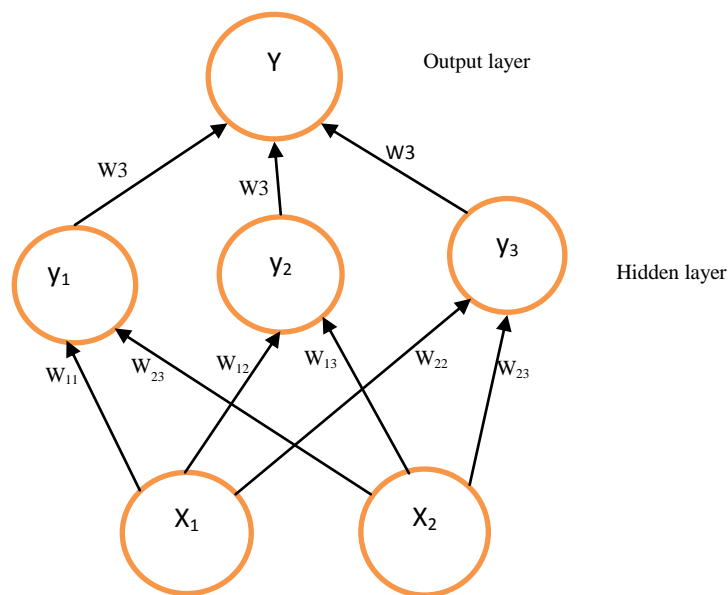 Y
Output layer
W3
W3
W3
y1
y2
y3
Hidden layer
W11
W23
W12
W13
W22
W23
X1
X2